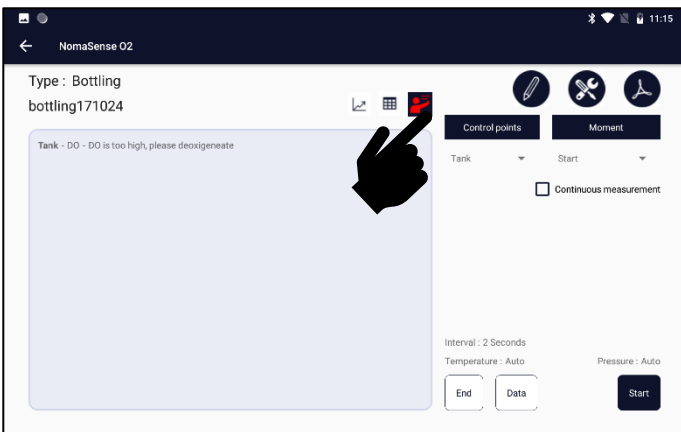 11:15
NomaSense O2
Type : Bottling
bottling171024
Tank - DO - DO is too high, please deoxigeneate
Control points
Moment
Tank
Start
Continuous measurement
Interval : 2 Seconds
Temperature : Auto
Pressure : Auto
End
Data
Start